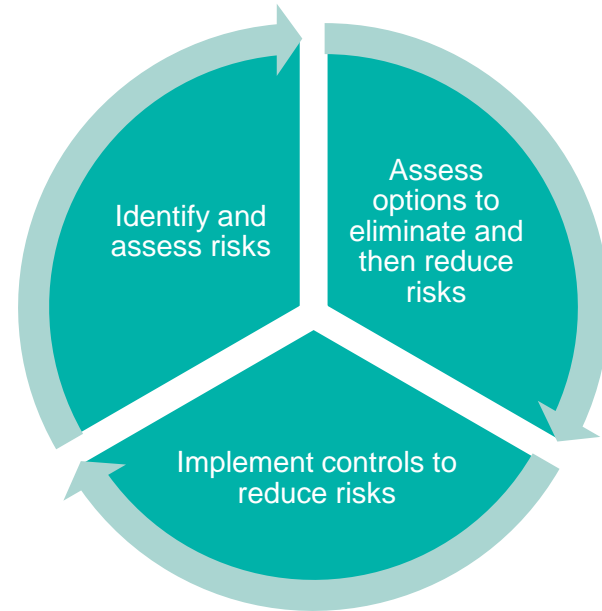 Identify and
assess risks
Assess
options to
eliminate and
then reduce
risks
Implement controls to
reduce risks